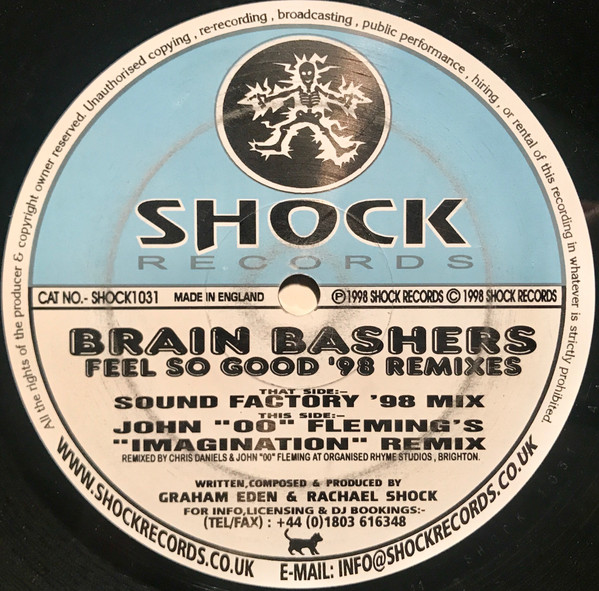 All the rights of the producer & copyright owner reserved. Unauthorised copying , re-recording , broadcasting , public performance , hiring , or rental of this recording in whatever is strictly prohibited.
SHOCK
RECORDS
CAT NO.- SHOCK1031 MADE IN ENGLAND ℗1998 SHOCK RECORDS © 1998 SHOCK RECORDS
BRAIN BASHERS
FEEL SO GOOD '98 REMIXES
THAT SIDE:-
SOUND FACTORY '98 MIX
THIS SIDE:-
JOHN "00" FLEMING'S
"IMAGINATION" REMIX
REMIXED BY CHRIS DANIELS & JOHN "00" FLEMING AT ORGANISED RHYME STUDIOS , BRIGHTON.
WRITTEN,COMPOSED & PRODUCED BY
GRAHAM EDEN & RACHAEL SHOCK
FOR INFO,LICENSING & DJ BOOKINGS:-
(TEL/FAX) : +44 (0)1803 616348
WWW.SHOCKRECORDS.CO.UK E-MAIL: INFO@SHOCKRECORDS.CO.UK